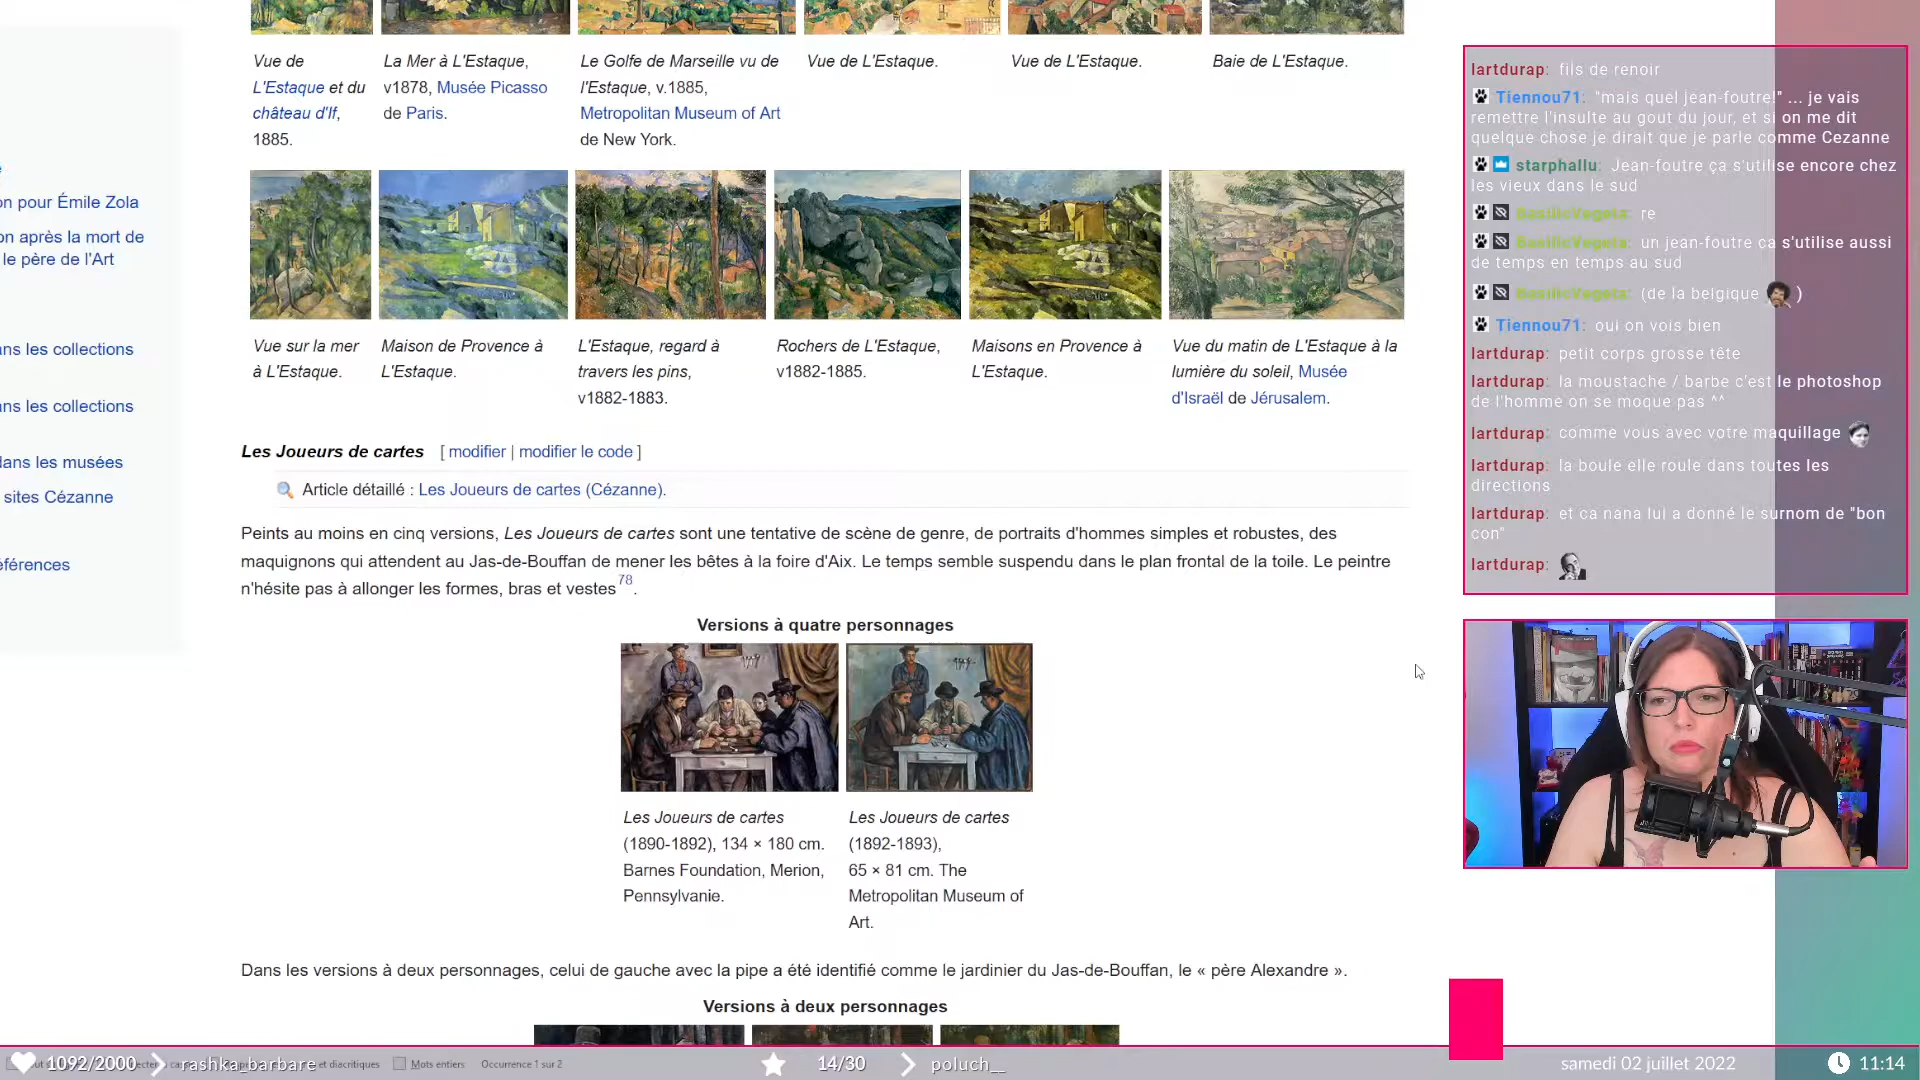 Vue de
L'Estaque et du
château d'If,
1885.
La Mer à L'Estaque,
v1878, Musée Picasso
de Paris.
Le Golfe de Marseille vu de
l'Estaque, v.1885,
Metropolitan Museum of Art
de New York.
Vue de L'Estaque.
Vue de L'Estaque.
Baie de L'Estaque.
on pour Émile Zola
on après la mort de
le père de l'Art
ans les collections
ans les collections
dans les musées
sites Cézanne
éférences
Vue sur la mer
à L'Estaque.
Maison de Provence à
L'Estaque.
L'Estaque, regard à
travers les pins,
v1882-1883.
Rochers de L'Estaque,
v1882-1885.
Maisons en Provence à
L'Estaque.
Vue du matin de L'Estaque à la
lumière du soleil, Musée
d'Israël de Jérusalem.
Les Joueurs de cartes [ modifier | modifier le code ]
Article détaillé : Les Joueurs de cartes (Cézanne).
Peints au moins en cinq versions, Les Joueurs de cartes sont une tentative de scène de genre, de portraits d'hommes simples et robustes, des
maquignons qui attendent au Jas-de-Bouffan de mener les bêtes à la foire d'Aix. Le temps semble suspendu dans le plan frontal de la toile. Le peintre
n'hésite pas à allonger les formes, bras et vestes 78.
Versions à quatre personnages
Les Joueurs de cartes
(1890-1892), 134 × 180 cm.
Barnes Foundation, Merion,
Pennsylvanie.
Les Joueurs de cartes
(1892-1893),
65 × 81 cm. The
Metropolitan Museum of
Art.
Dans les versions à deux personnages, celui de gauche avec la pipe a été identifié comme le jardinier du Jas-de-Bouffan, le « père Alexandre ».
Versions à deux personnages
lartdurap: fils de renoir
Tiennou71: "mais quel jean-foutre!" ... je vais
remettre l'insulte au gout du jour, et si on me dit
quelque chose je dirait que je parle comme Cezanne
starphallu: Jean-foutre ça s'utilise encore chez
les vieux dans le sud
BasilicVegeta: re
BasilicVegeta: un jean-foutre ca s'utilise aussi
de temps en temps au sud
BasilicVegeta: (de la belgique )
Tiennou71: oui on vois bien
lartdurap: petit corps grosse tête
lartdurap: la moustache / barbe c'est le photoshop
de l'homme on se moque pas ^^
lartdurap: comme vous avec votre maquillage
lartdurap: la boule elle roule dans toutes les
directions
lartdurap: et ca nana lui a donné le surnom de "bon
con"
lartdurap:
1092/2000 rashka_barbare
et diacritiques Mots entiers Occurrence 1 sur 2
14/30 poluch__
samedi 02 juillet 2022 11:14